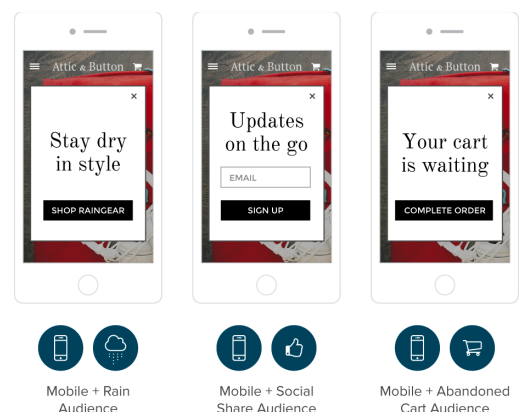 Attic & Button
×
Stay dry
in style
SHOP RAINGEAR
Mobile + Rain
Audience
Attic & Button
×
Updates
on the go
EMAIL
SIGN UP
Mobile + Social
Share Audience
Attic & Button
×
Your cart
is waiting
COMPLETE ORDER
Mobile + Abandoned
Cart Audience